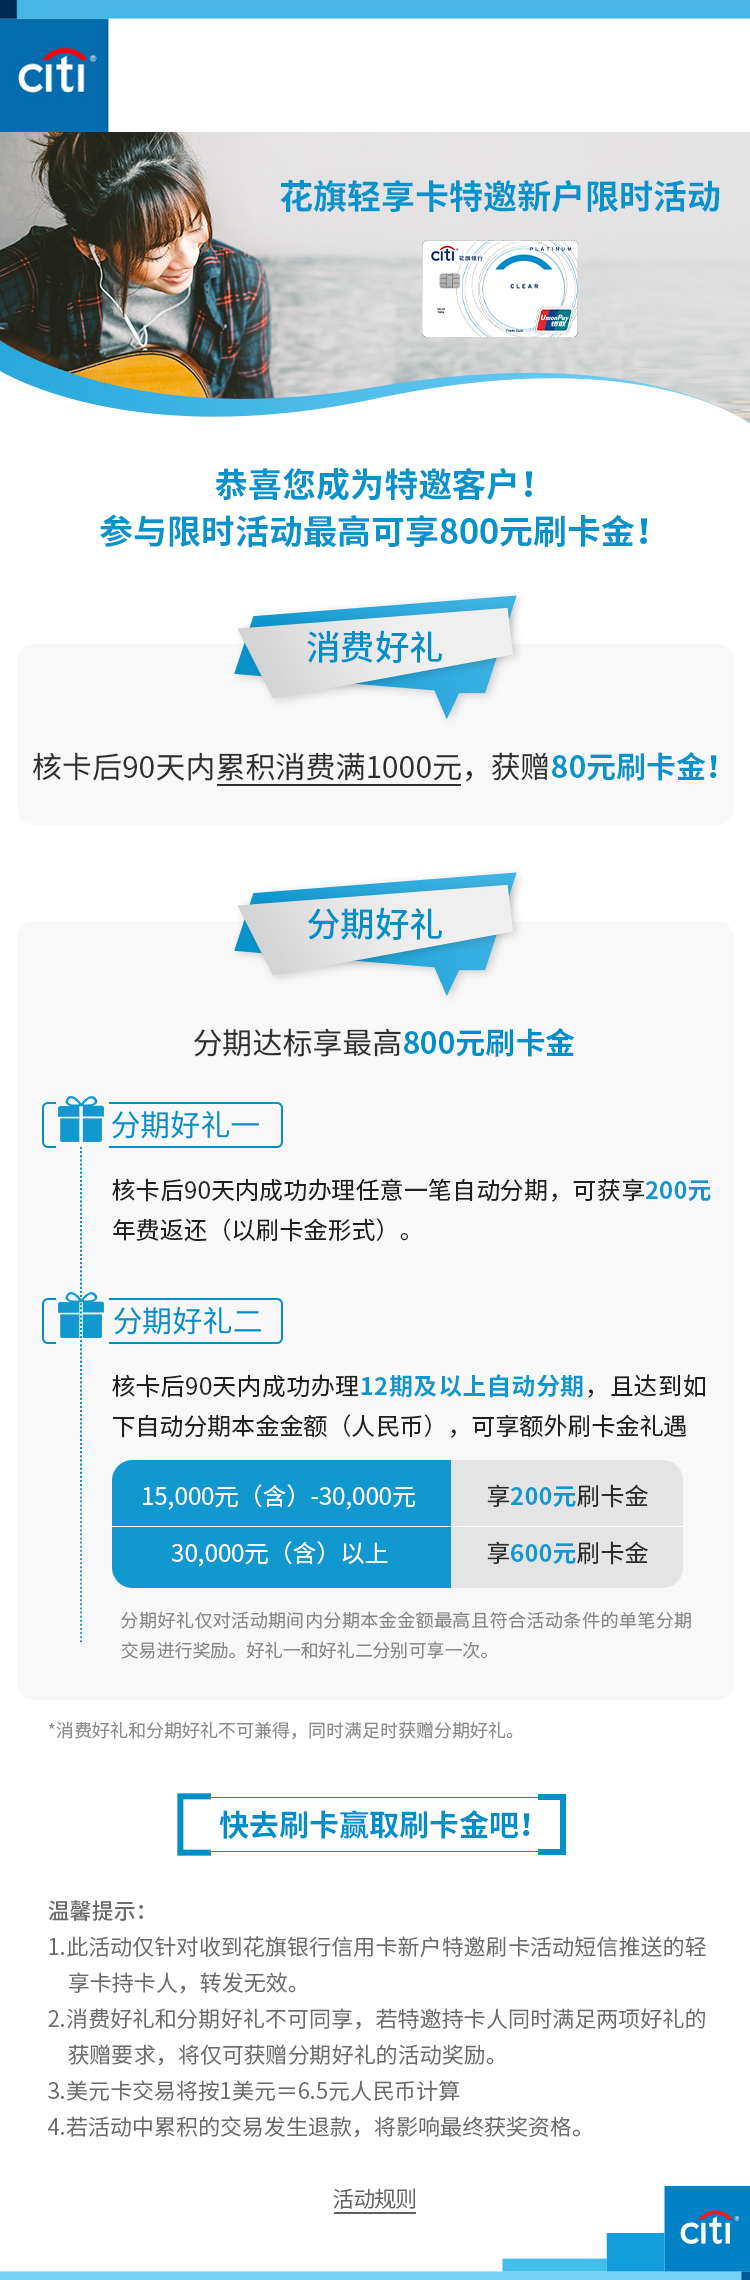 citi®
花旗轻享卡特邀新户限时活动
citi 花旗银行
PLATINUM
CLEAR
UnionPay
银联
恭喜您成为特邀客户！
参与限时活动最高可享800元刷卡金！
消费好礼
核卡后90天内累积消费满1000元，获赠80元刷卡金！
分期好礼
分期达标享最高800元刷卡金
分期好礼一
核卡后90天内成功办理任意一笔自动分期，可获享200元
年费返还（以刷卡金形式）。
分期好礼二
核卡后90天内成功办理12期及以上自动分期，且达到如
下自动分期本金金额（人民币），可享额外刷卡金礼遇
15,000元（含）-30,000元 享200元刷卡金
30,000元（含）以上 享600元刷卡金
分期好礼仅对活动期间内分期本金金额最高且符合活动条件的单笔分期
交易进行奖励。好礼一和好礼二分别可享一次。
*消费好礼和分期好礼不可兼得，同时满足时获赠分期好礼。
快去刷卡赢取刷卡金吧！
温馨提示：
1.此活动仅针对收到花旗银行信用卡新户特邀刷卡活动短信推送的轻
享卡持卡人，转发无效。
2.消费好礼和分期好礼不可同享，若特邀持卡人同时满足两项好礼的
获赠要求，将仅可获赠分期好礼的活动奖励。
3.美元卡交易将按1美元＝6.5元人民币计算
4.若活动中累积的交易发生退款，将影响最终获奖资格。
活动规则
citi®